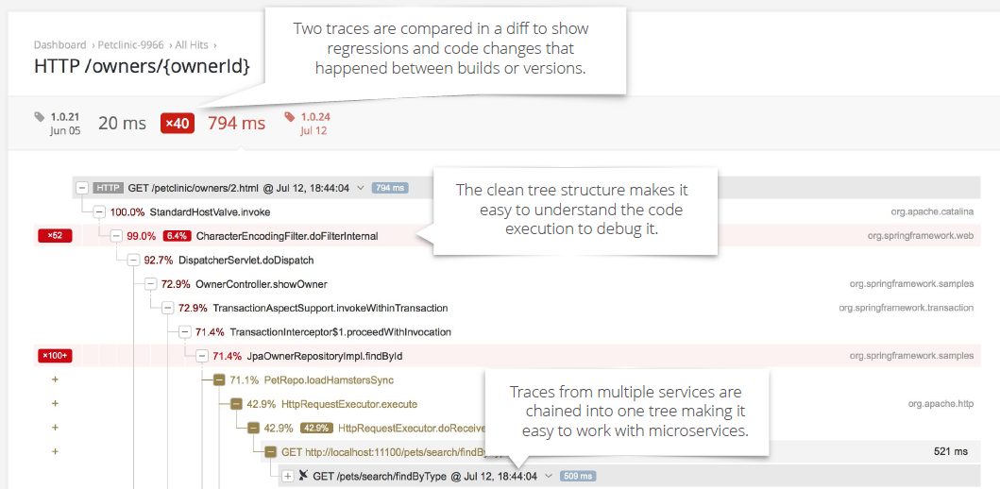 Two traces are compared in a diff to show
regressions and code changes that
happened between builds or versions.
Dashboard › Petclinic-9966 › All Hits ›
HTTP /owners/{ownerId}
1.0.21
Jun 05
20 ms
×40
794 ms
1.0.24
Jul 12
HTTP GET /petclinic/owners/2.html @ Jul 12, 18:44:04 794 ms
The clean tree structure makes it
easy to understand the code
execution to debug it.
100.0% StandardHostValve.invoke org.apache.catalina
×52 99.0% 6.4% CharacterEncodingFilter.doFilterInternal org.springframework.web
92.7% DispatcherServlet.doDispatch
72.9% OwnerController.showOwner org.springframework.samples
72.9% TransactionAspectSupport.invokeWithinTransaction org.springframework.transaction
71.4% TransactionInterceptor$1.proceedWithInvocation
×100+ 71.4% JpaOwnerRepositoryImpl.findById org.springframework.samples
+ 71.1% PetRepo.loadHamstersSync
Traces from multiple services are
chained into one tree making it
easy to work with microservices.
+ 42.9% HttpRequestExecutor.execute org.apache.http
+ 42.9% 42.9% HttpRequestExecutor.doReceive
+ GET http://localhost:11100/pets/search/findBy 521 ms
GET /pets/search/findByType @ Jul 12, 18:44:04 509 ms